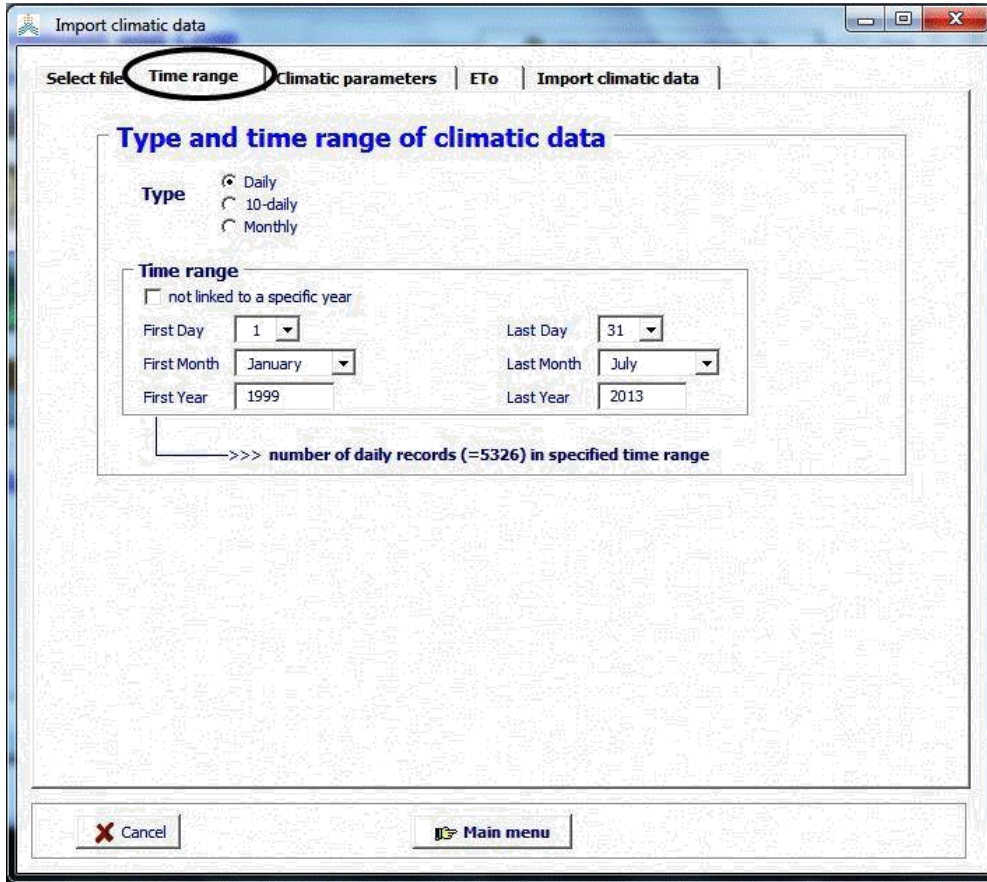 Import climatic data
Select file Time range Climatic parameters ETo Import climatic data
Type and time range of climatic data
Type
Daily
10-daily
Monthly
Time range
not linked to a specific year
First Day 1 Last Day 31
First Month January Last Month July
First Year 1999 Last Year 2013
>>> number of daily records (=5326) in specified time range
Cancel Main menu